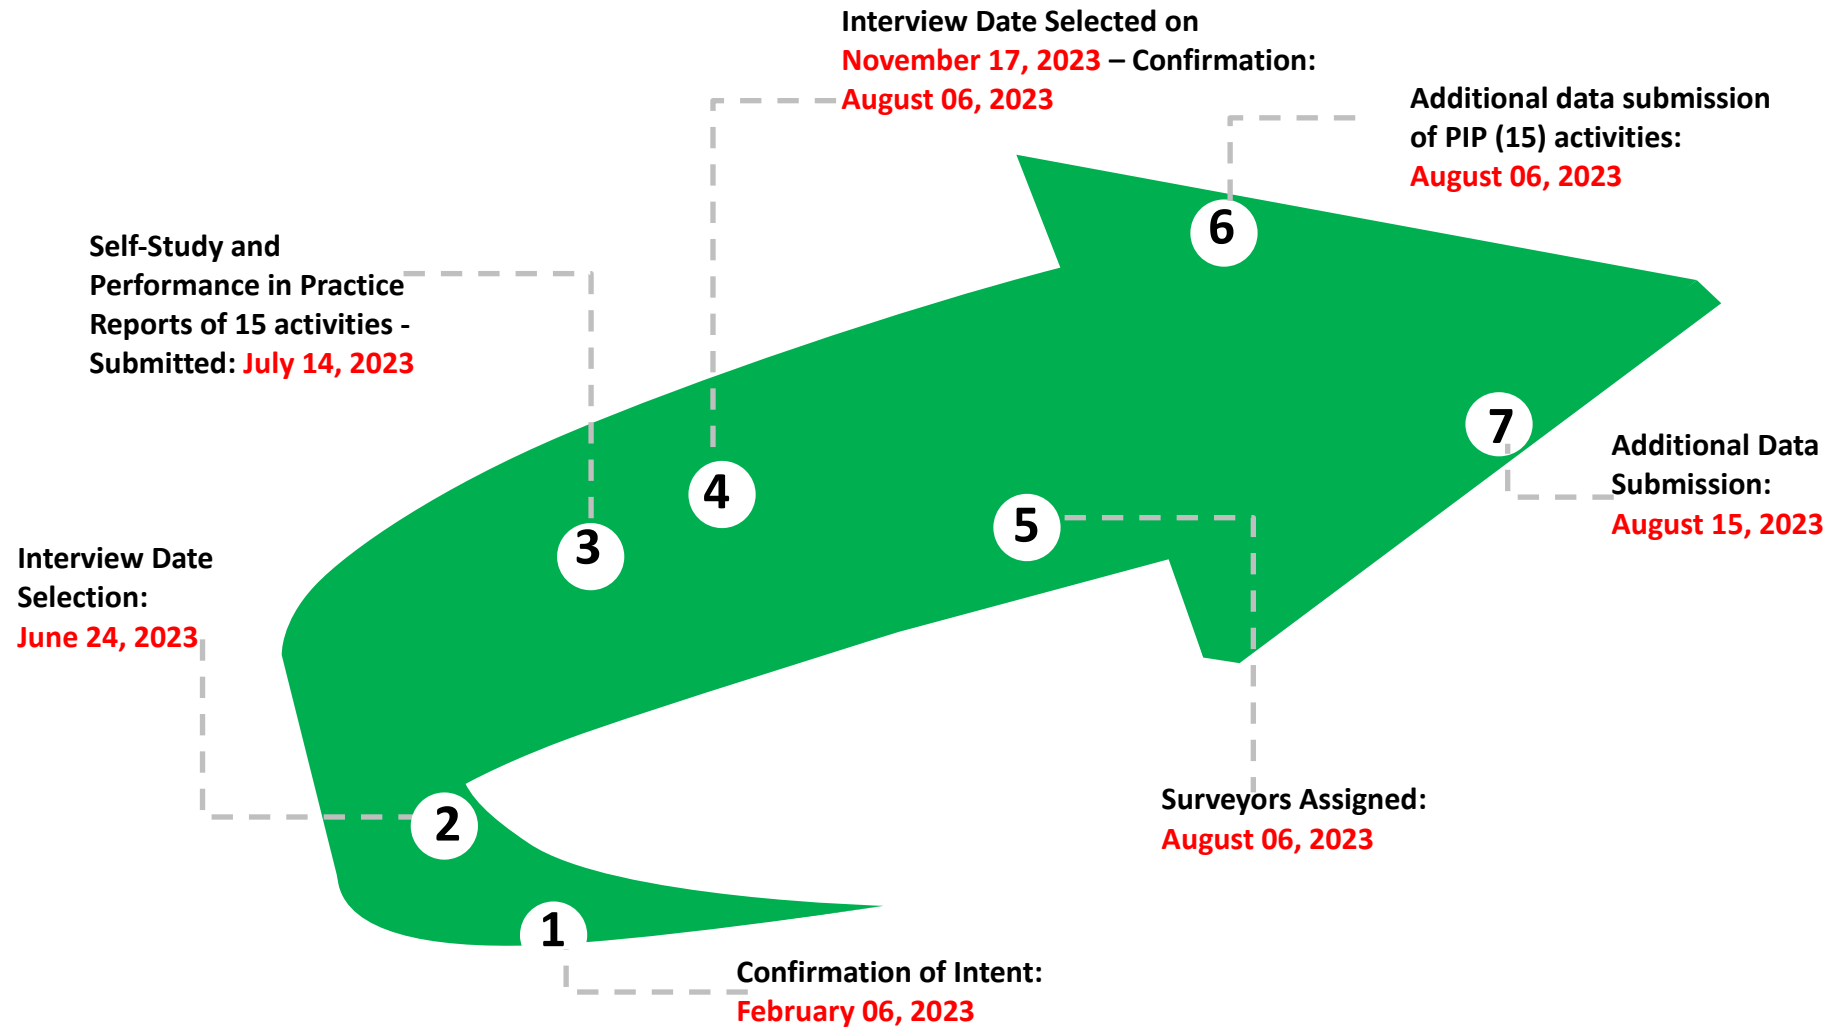 Interview Date Selected on
November 17, 2023 – Confirmation:
August 06, 2023
Additional data submission
of PIP (15) activities:
August 06, 2023
6
Self-Study and
Performance in Practice
Reports of 15 activities -
Submitted: July 14, 2023
7
Additional Data
Submission:
August 15, 2023
4
5
3
Interview Date
Selection:
June 24, 2023
Surveyors Assigned:
August 06, 2023
2
1
Confirmation of Intent:
February 06, 2023